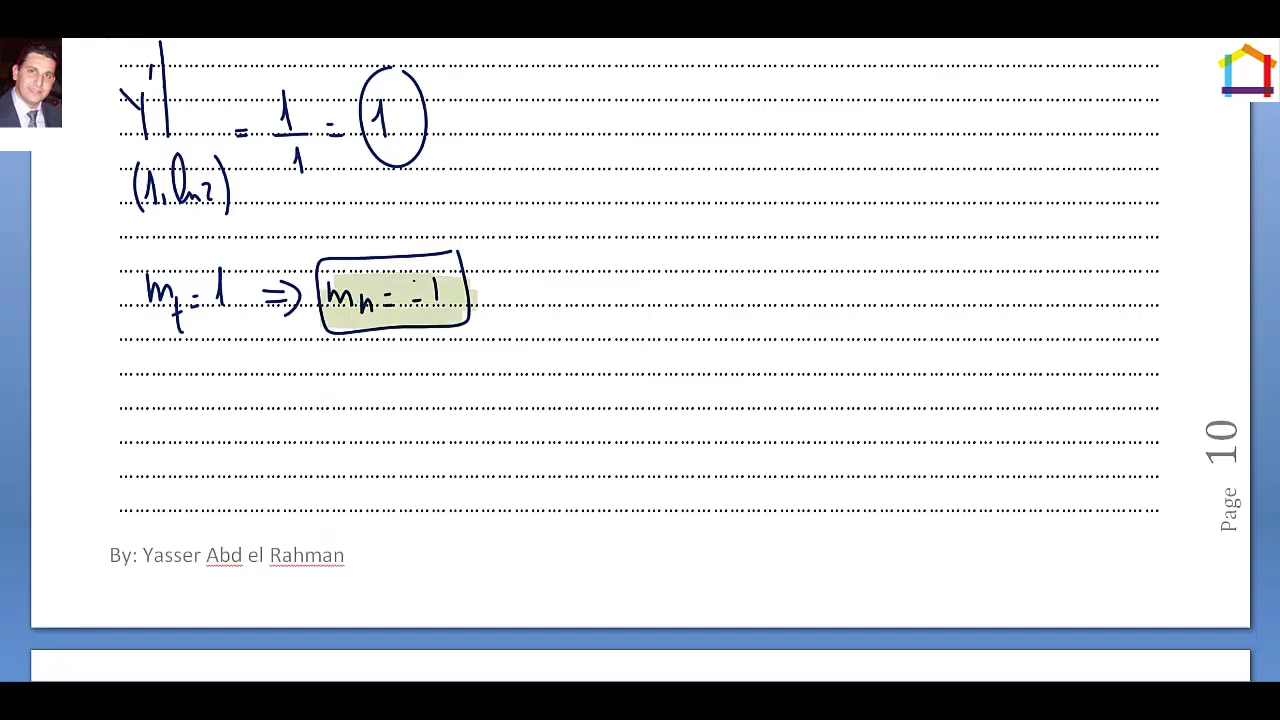 y'| = 1/1 = 1
(1, ln2)
m_t = 1 ⇒ m_n = -1
Page 10
By: Yasser Abd el Rahman